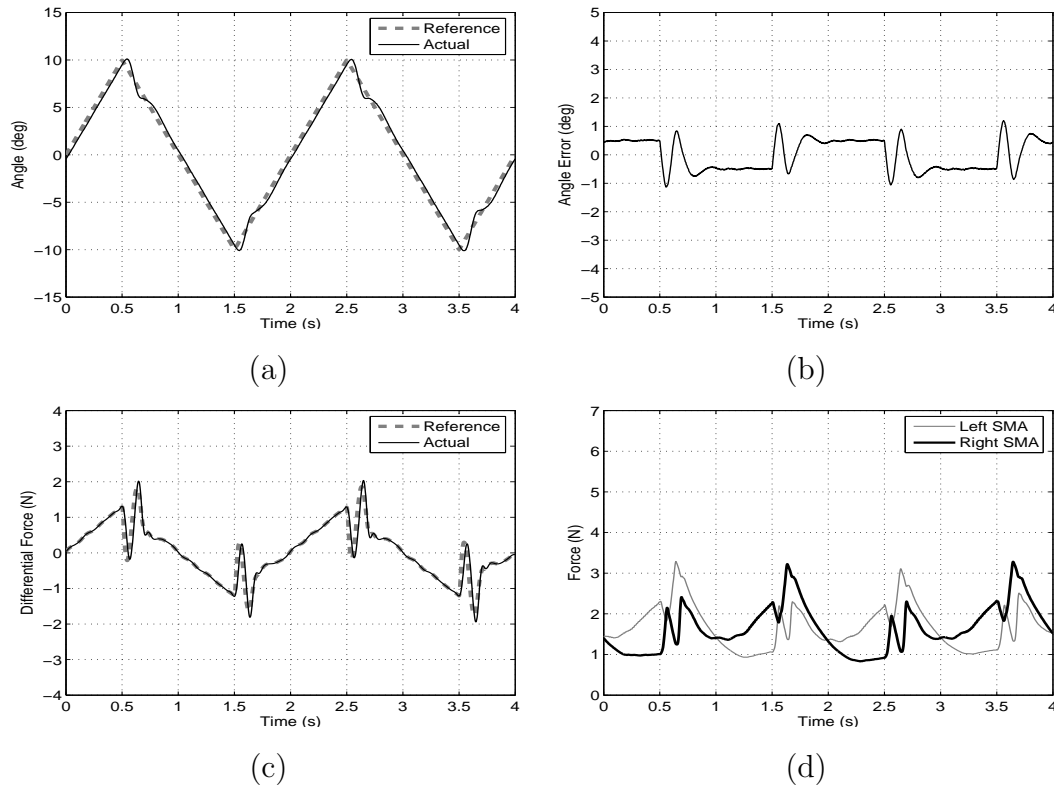 15
10
5
0
−5
−10
−15
0 0.5 1 1.5 2 2.5 3 3.5 4
Angle (deg)
Time (s)
Reference
Actual
(a)
5
4
3
2
1
0
−1
−2
−3
−4
−5
0 0.5 1 1.5 2 2.5 3 3.5 4
Angle Error (deg)
Time (s)
(b)
4
3
2
1
0
−1
−2
−3
−4
0 0.5 1 1.5 2 2.5 3 3.5 4
Differential Force (N)
Time (s)
Reference
Actual
(c)
7
6
5
4
3
2
1
0
0 0.5 1 1.5 2 2.5 3 3.5 4
Force (N)
Time (s)
Left SMA
Right SMA
(d)